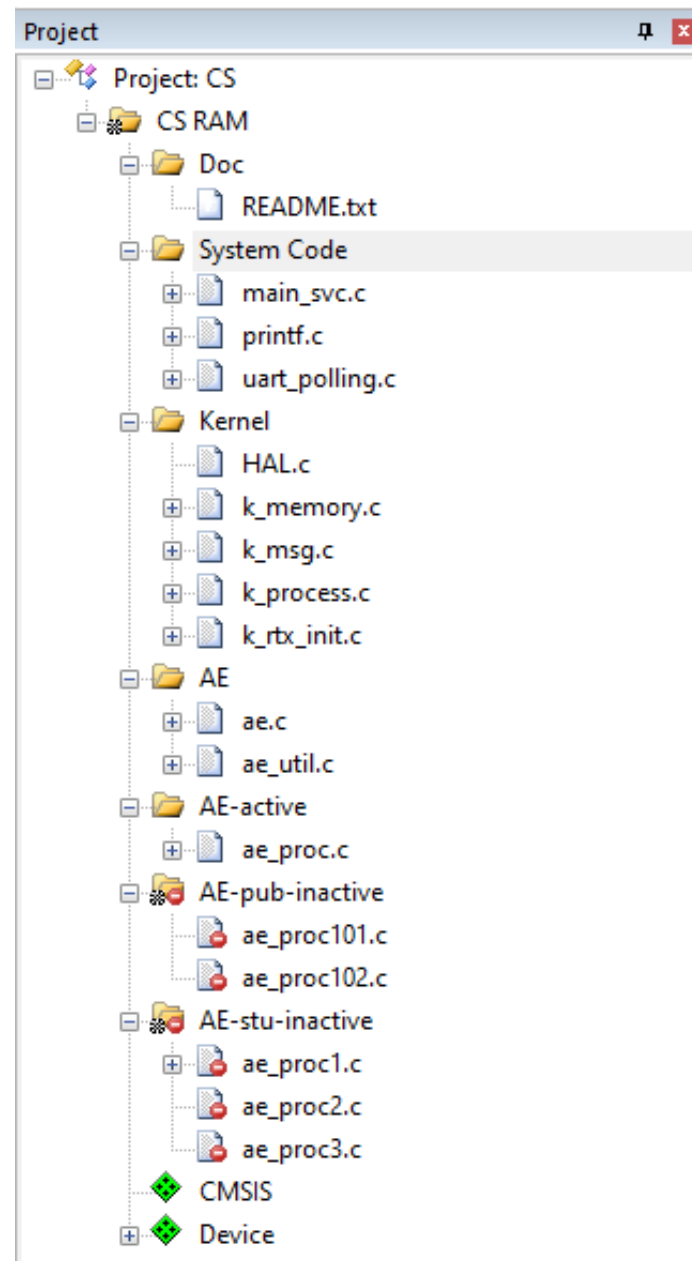 Project
Project: CS
CS RAM
Doc
README.txt
System Code
main_svc.c
printf.c
uart_polling.c
Kernel
HAL.c
k_memory.c
k_msg.c
k_process.c
k_rtx_init.c
AE
ae.c
ae_util.c
AE-active
ae_proc.c
AE-pub-inactive
ae_proc101.c
ae_proc102.c
AE-stu-inactive
ae_proc1.c
ae_proc2.c
ae_proc3.c
CMSIS
Device